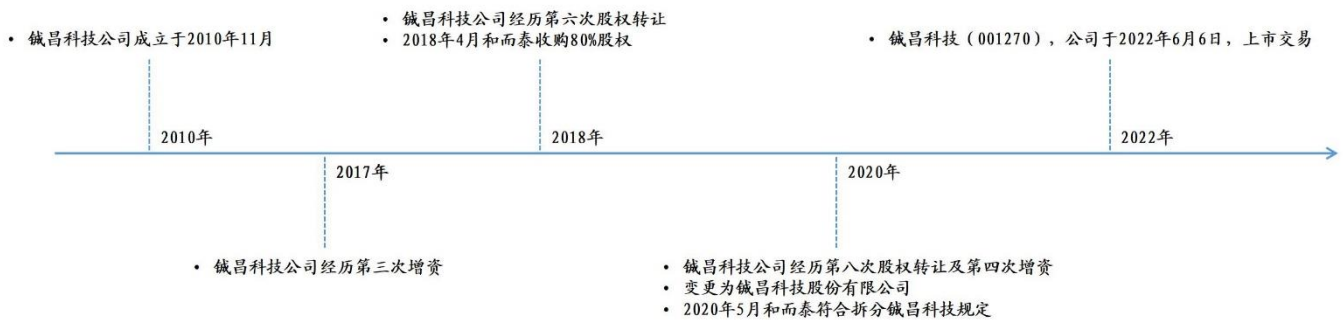 • 铖昌科技公司成立于2010年11月
• 铖昌科技公司经历第六次股权转让
• 2018年4月和而泰收购80%股权
• 铖昌科技（001270），公司于2022年6月6日，上市交易
2010年
2018年
2022年
2017年
2020年
• 铖昌科技公司经历第三次增资
• 铖昌科技公司经历第八次股权转让及第四次增资
• 变更为铖昌科技股份有限公司
• 2020年5月和而泰符合拆分铖昌科技规定